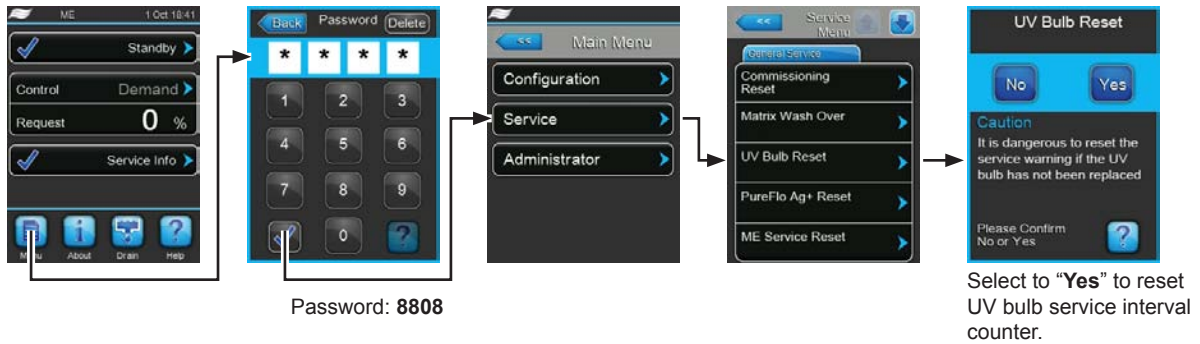 ME 1 Oct 18:41
Standby
Control Demand
Request 0 %
Service Info
Menu About Drain Help
Back Password Delete
* * * *
1 2 3
4 5 6
7 8 9
0 ?
Password: 8808
<< Main Menu
Configuration
Service
Administrator
<< Service
Menu
General Service
Commissioning
Reset
Matrix Wash Over
UV Bulb Reset
PureFlo Ag+ Reset
ME Service Reset
UV Bulb Reset
No Yes
Caution
It is dangerous to reset the
service warning if the UV
bulb has not been replaced
Please Confirm
No or Yes ?
Select to “Yes” to reset
UV bulb service interval
counter.